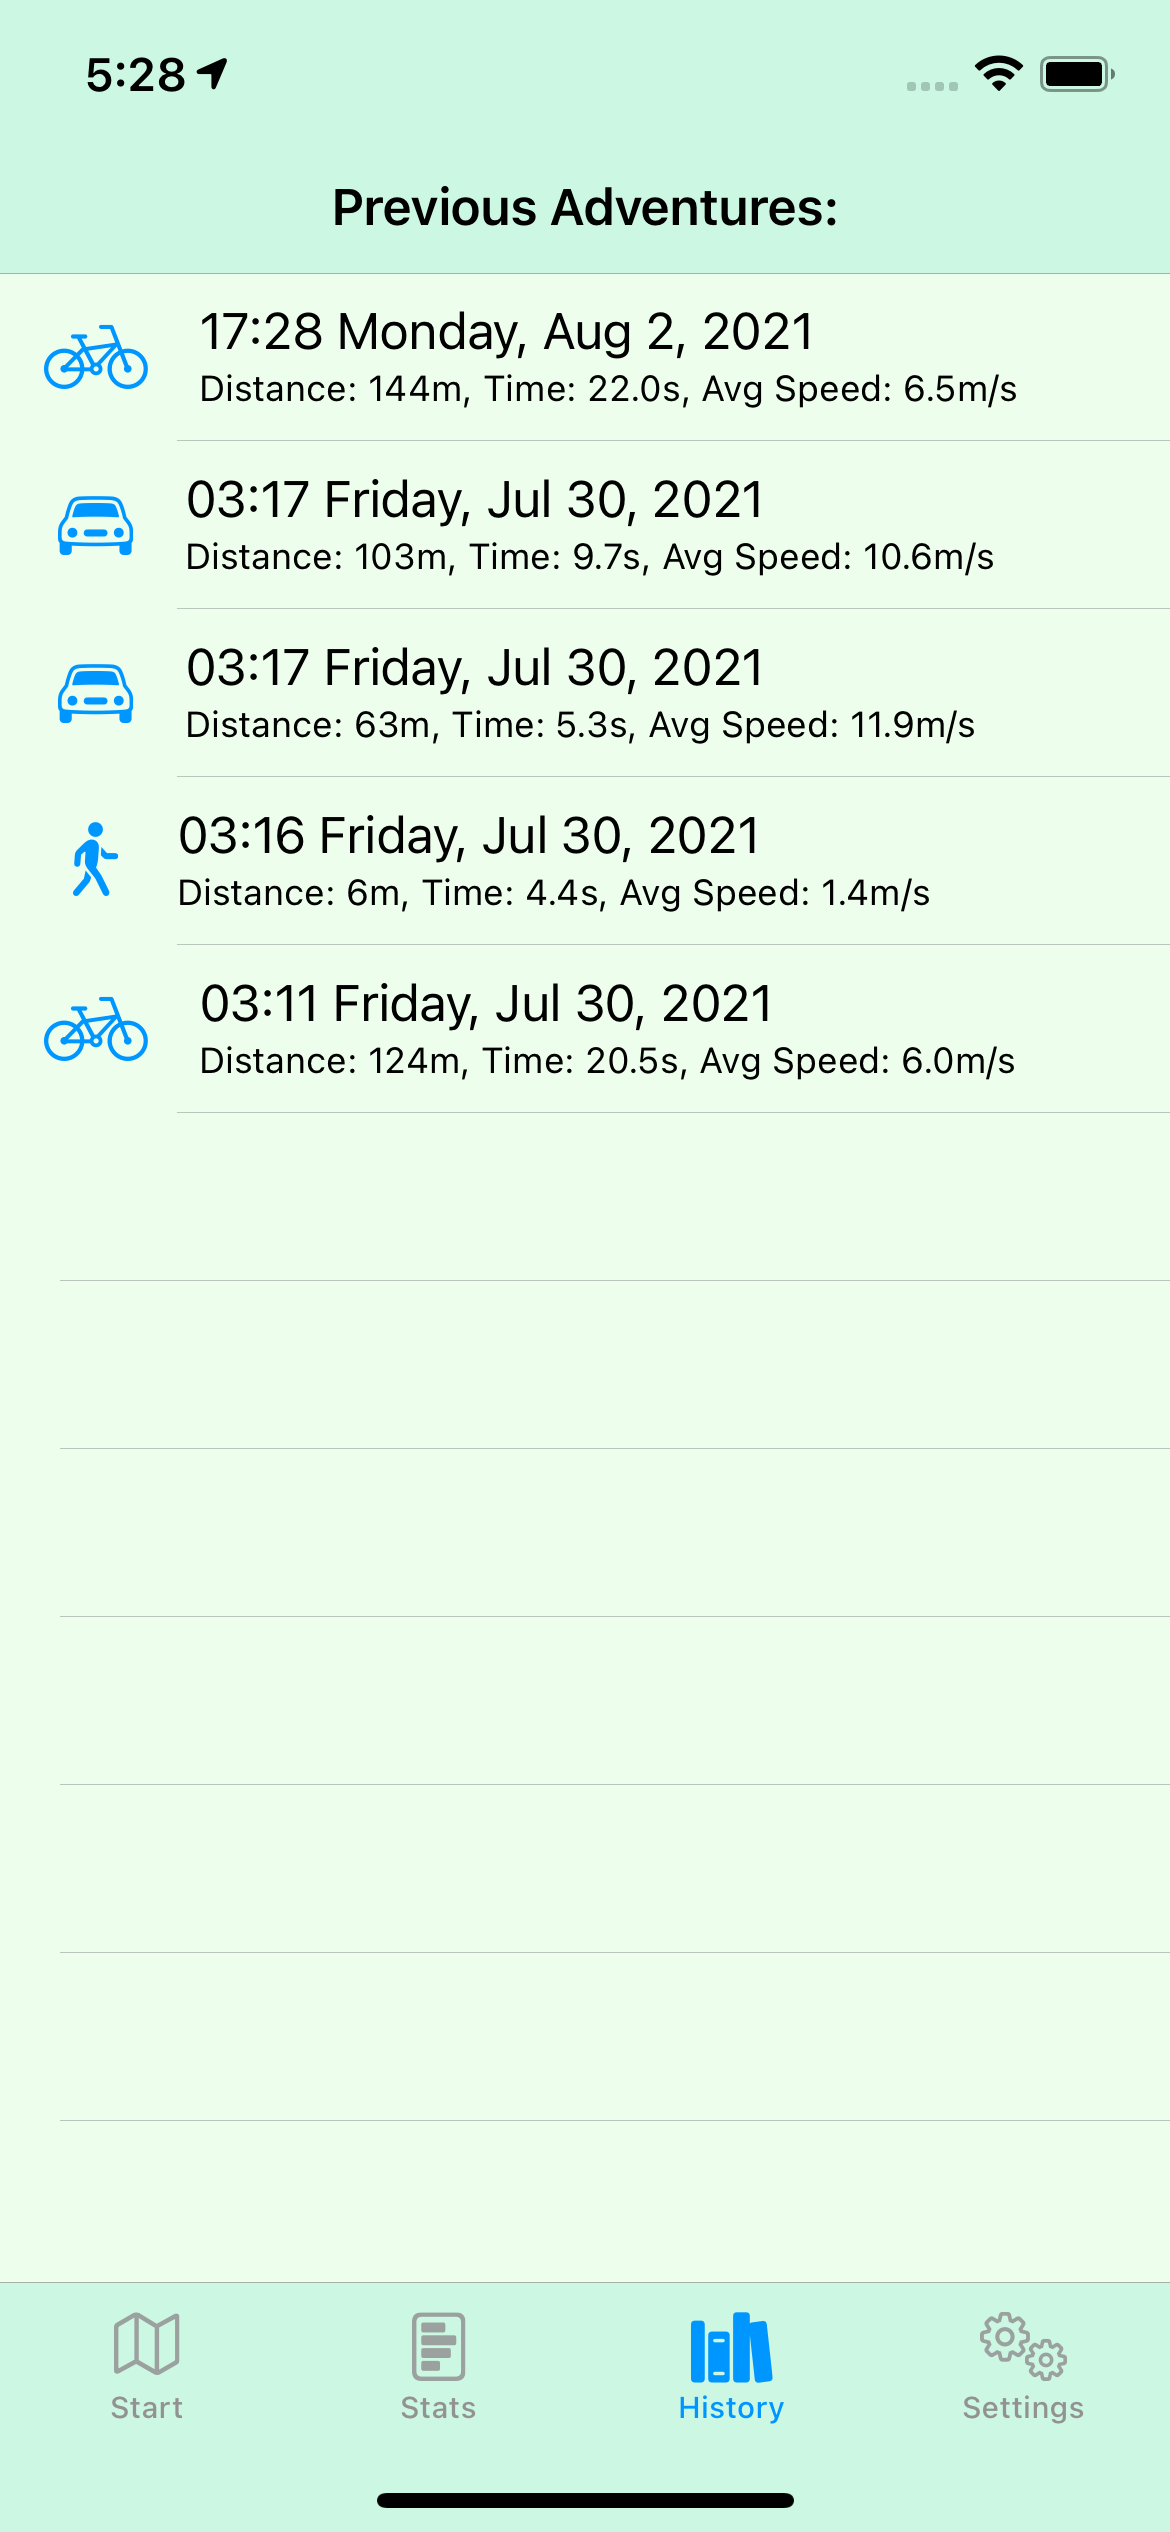 5:28
Previous Adventures:
17:28 Monday, Aug 2, 2021
Distance: 144m, Time: 22.0s, Avg Speed: 6.5m/s
03:17 Friday, Jul 30, 2021
Distance: 103m, Time: 9.7s, Avg Speed: 10.6m/s
03:17 Friday, Jul 30, 2021
Distance: 63m, Time: 5.3s, Avg Speed: 11.9m/s
03:16 Friday, Jul 30, 2021
Distance: 6m, Time: 4.4s, Avg Speed: 1.4m/s
03:11 Friday, Jul 30, 2021
Distance: 124m, Time: 20.5s, Avg Speed: 6.0m/s
Start Stats History Settings